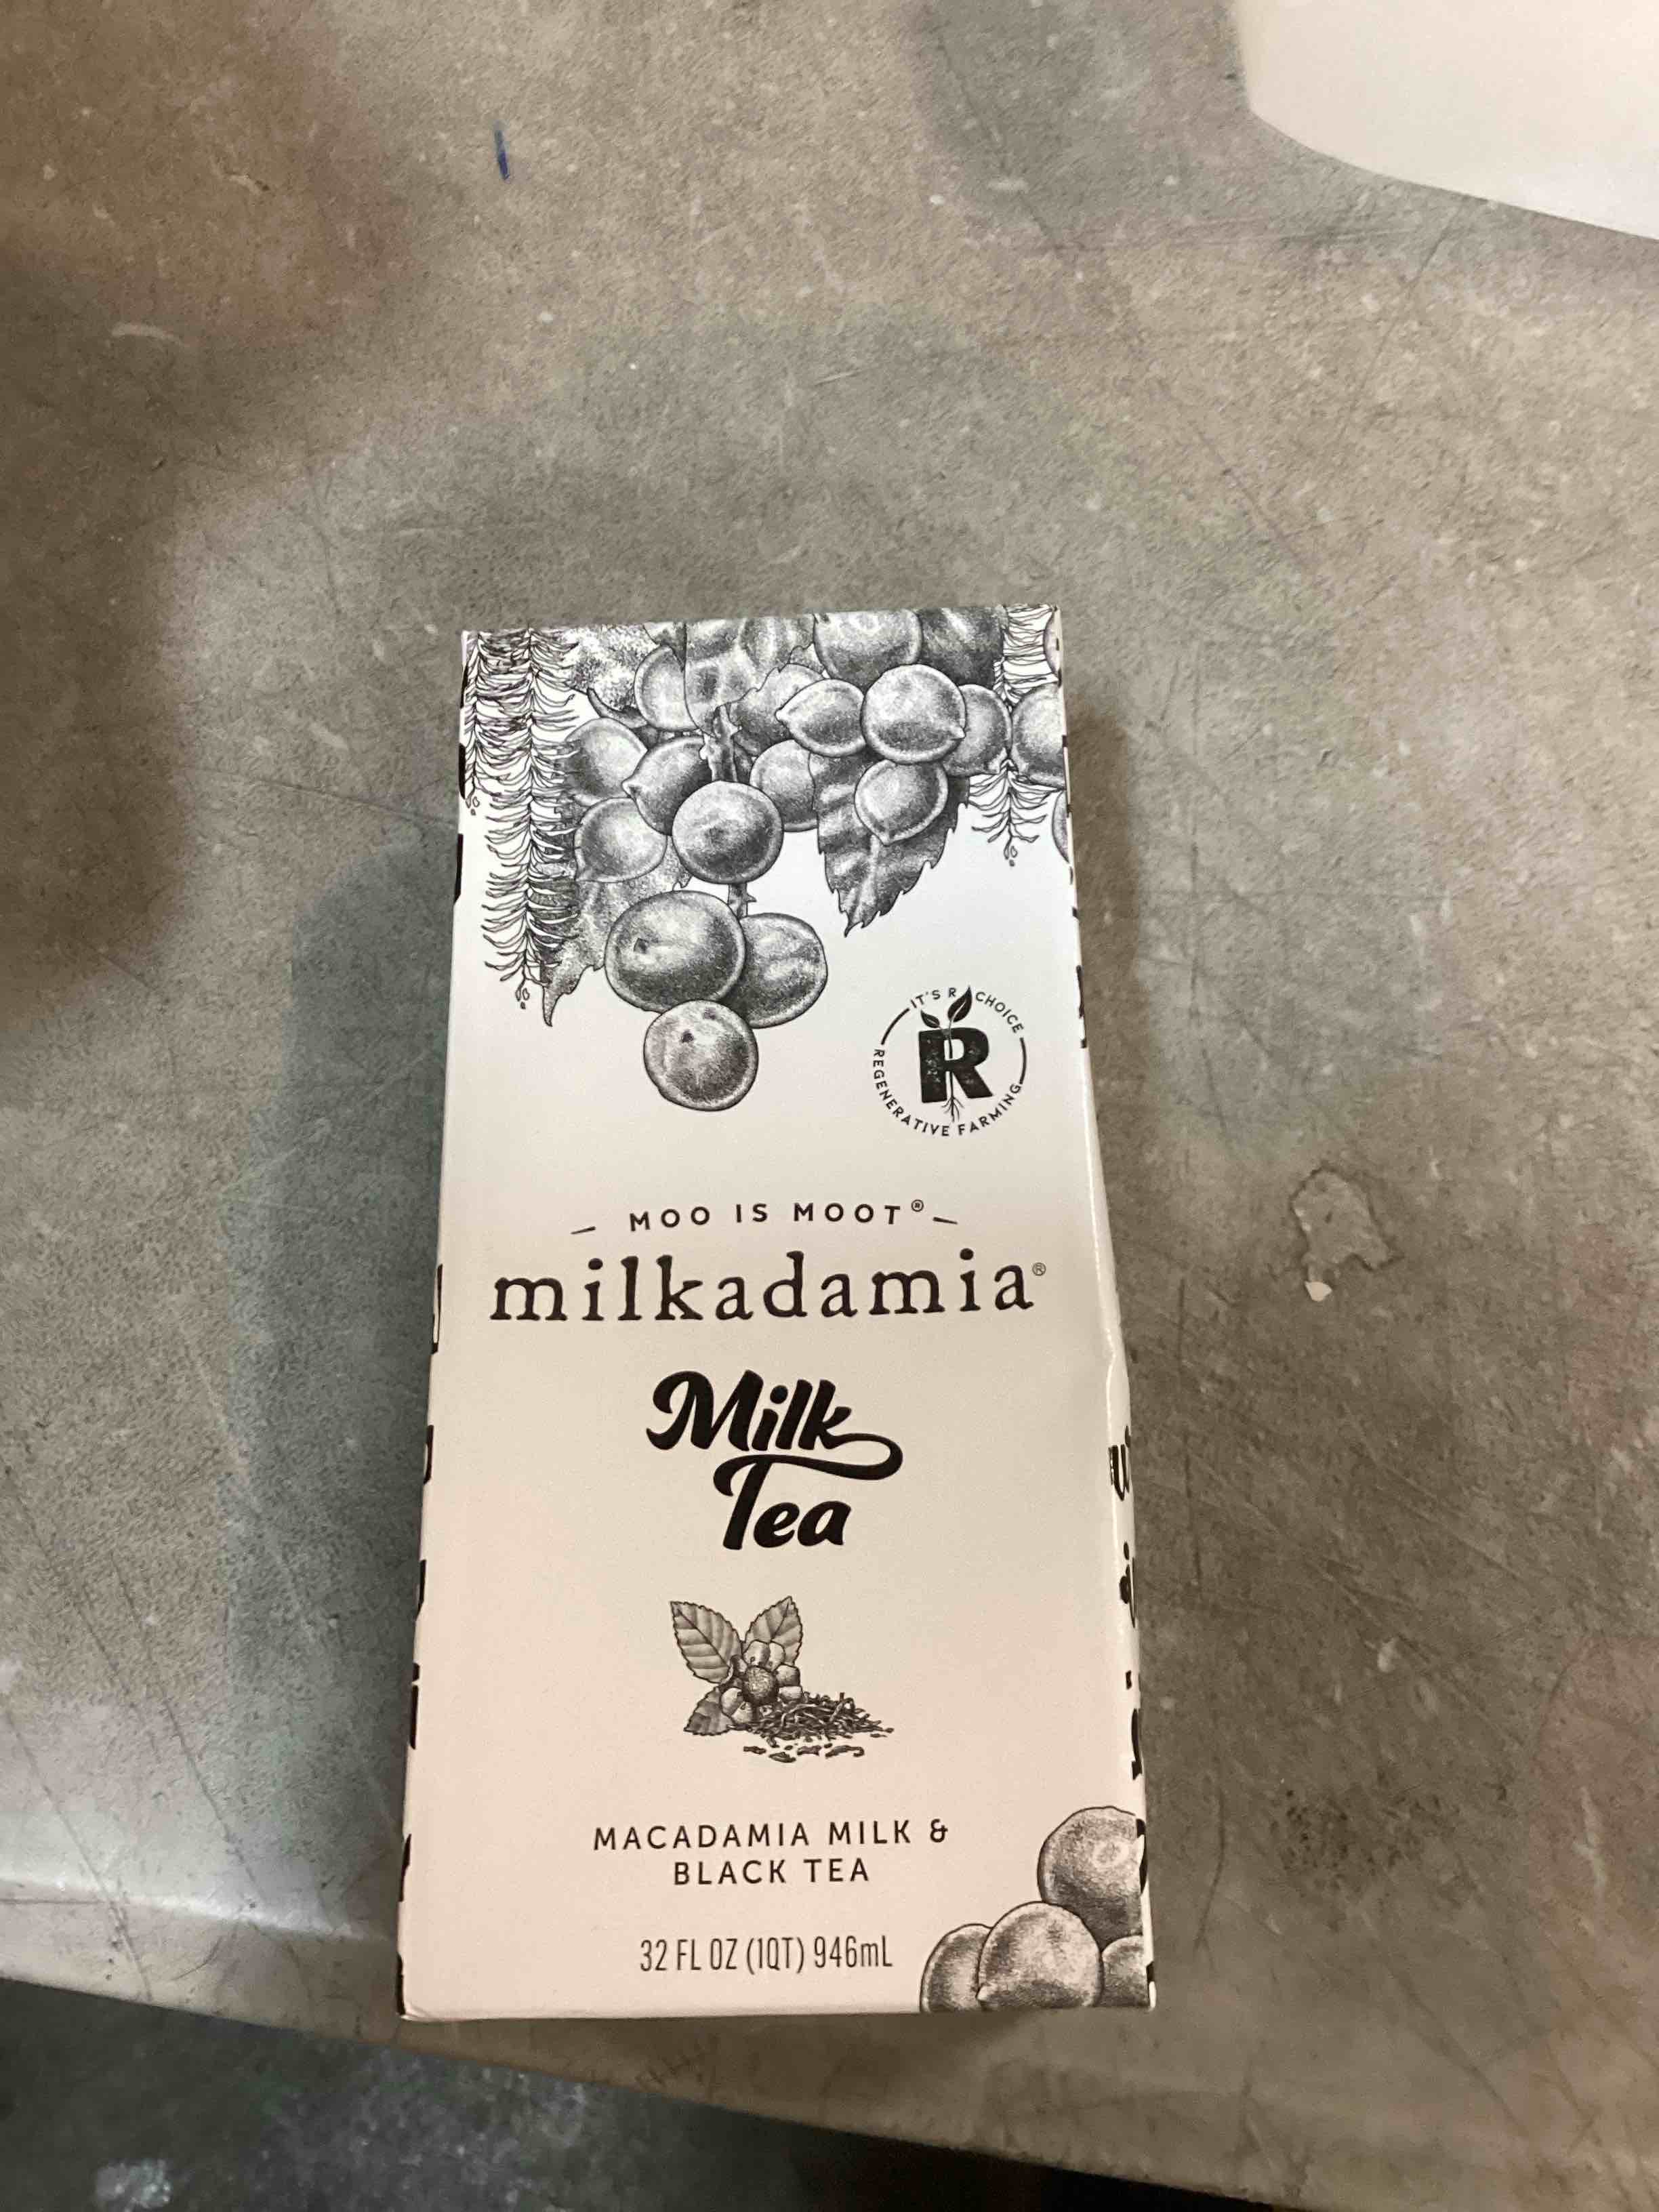 IT'S R CHOICE
R
REGENERATIVE FARMING
MOO IS MOOT®
milkadamia®
Milk
Tea
MACADAMIA MILK &
BLACK TEA
32 FL OZ (1QT) 946mL